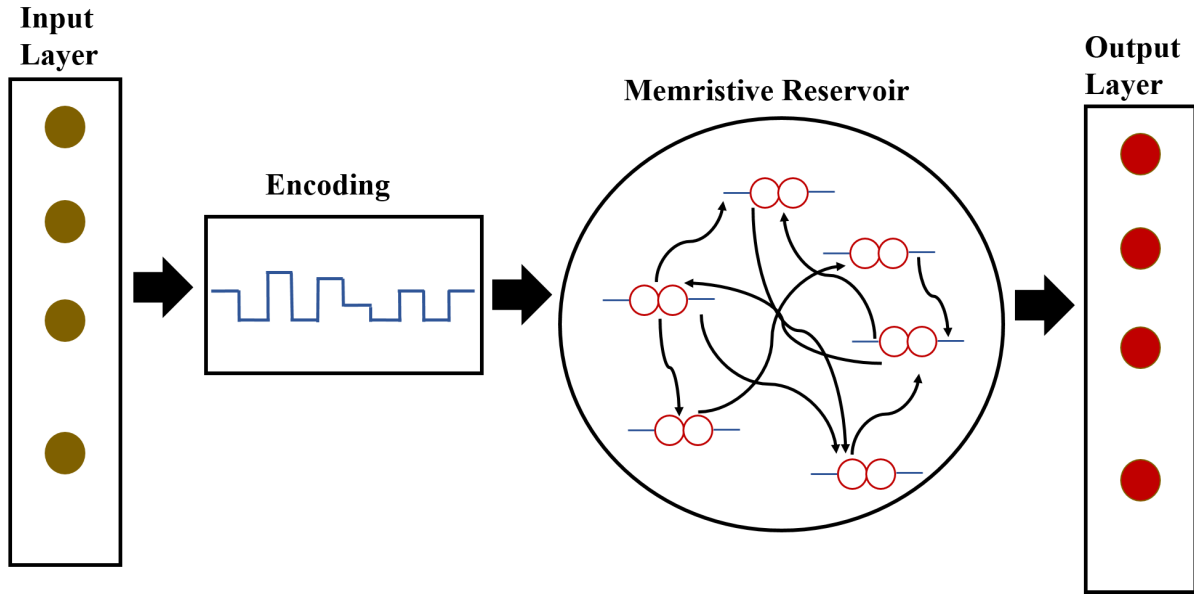 Input
Layer
Encoding
Memristive Reservoir
Output
Layer